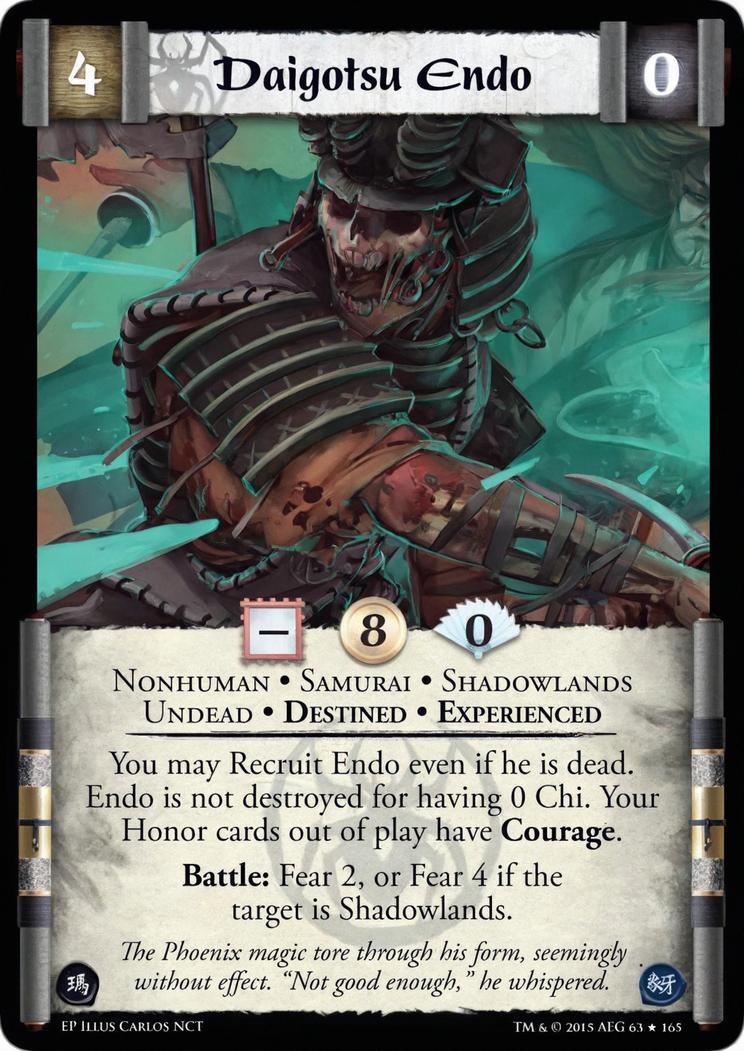 4
Daigotsu Endo
0
–
8
0
Nonhuman • Samurai • Shadowlands
Undead • Destined • Experienced
You may Recruit Endo even if he is dead.
Endo is not destroyed for having 0 Chi. Your
Honor cards out of play have Courage.
Battle: Fear 2, or Fear 4 if the
target is Shadowlands.
The Phoenix magic tore through his form, seemingly
without effect. “Not good enough,” he whispered.
EP Illus Carlos NCT
TM & © 2015 AEG 63 ★ 165